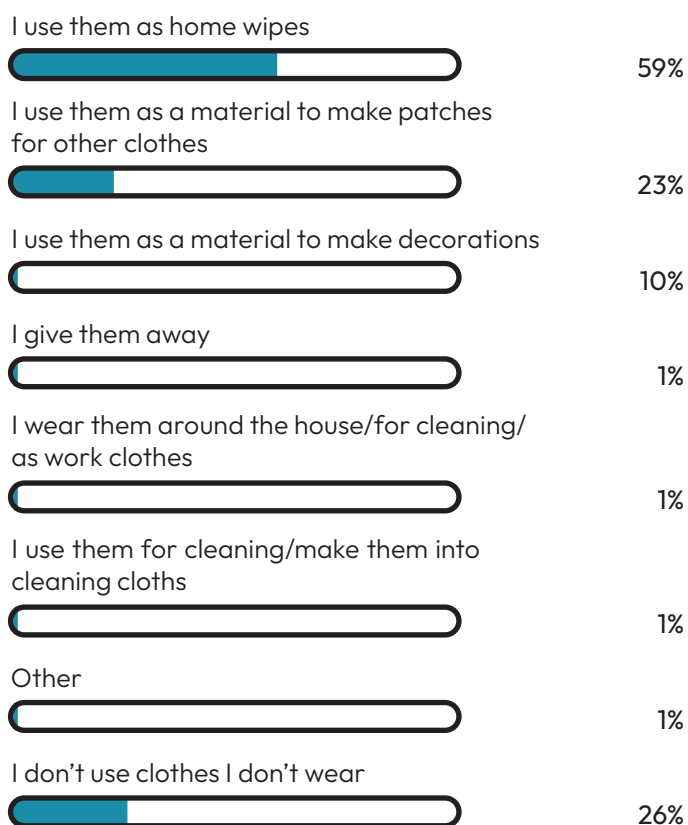 I use them as home wipes
59%
I use them as a material to make patches
for other clothes
23%
I use them as a material to make decorations
10%
I give them away
1%
I wear them around the house/for cleaning/
as work clothes
1%
I use them for cleaning/make them into
cleaning cloths
1%
Other
1%
I don’t use clothes I don’t wear
26%